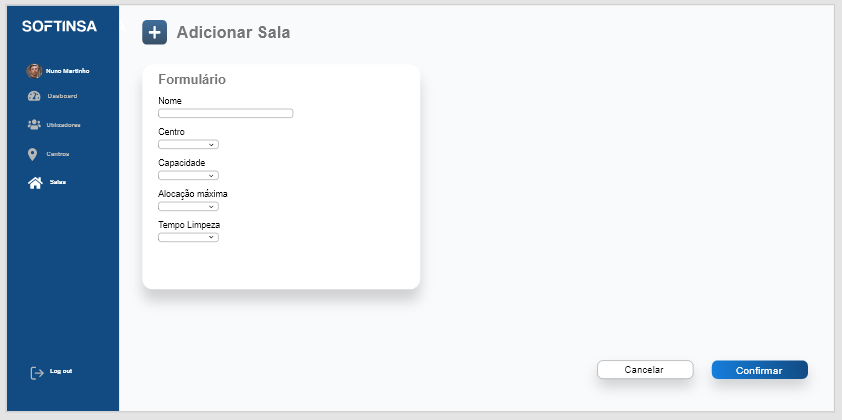 SOFTINSA
Nuno Martinho
Dasboard
Utilizadores
Centros
Salas
Log out
Adicionar Sala
Formulário
Nome
Centro
Capacidade
Alocação máxima
Tempo Limpeza
Cancelar
Confirmar